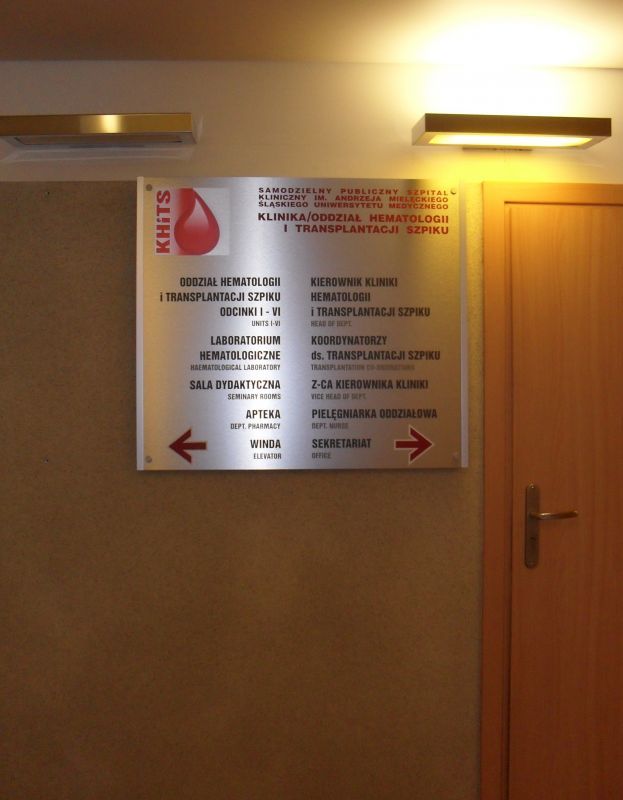 KHiTS
SAMODZIELNY PUBLICZNY SZPITAL
KLINICZNY IM. ANDRZEJA MIELĘCKIEGO
ŚLĄSKIEGO UNIWERSYTETU MEDYCZNEGO
KLINIKA/ODDZIAŁ HEMATOLOGII
I TRANSPLANTACJI SZPIKU
ODDZIAŁ HEMATOLOGII
i TRANSPLANTACJI SZPIKU
ODCINKI I - VI
UNITS I-VI
LABORATORIUM
HEMATOLOGICZNE
HAEMATOLOGICAL LABORATORY
SALA DYDAKTYCZNA
SEMINARY ROOMS
APTEKA
DEPT. PHARMACY
WINDA
ELEVATOR
KIEROWNIK KLINIKI
HEMATOLOGII
i TRANSPLANTACJI SZPIKU
HEAD OF DEPT.
KOORDYNATORZY
ds. TRANSPLANTACJI SZPIKU
TRANSPLANTATION CO-ORDINATORS
Z-CA KIEROWNIKA KLINIKI
VICE HEAD OF DEPT.
PIELĘGNIARKA ODDZIAŁOWA
DEPT. NURSE
SEKRETARIAT
OFFICE